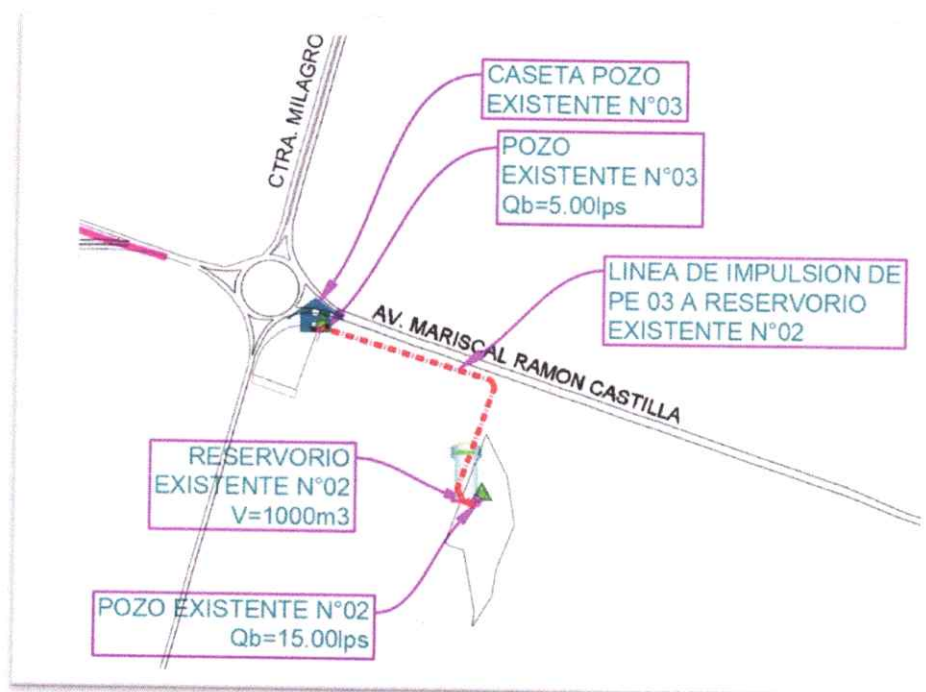 CTRA. MILAGRO
CASETA POZO
EXISTENTE N°03
POZO
EXISTENTE N°03
Qb=5.00lps
LINEA DE IMPULSION DE
PE 03 A RESERVORIO
EXISTENTE N°02
AV. MARISCAL RAMON CASTILLA
RESERVORIO
EXISTENTE N°02
V=1000m3
POZO EXISTENTE N°02
Qb=15.00lps